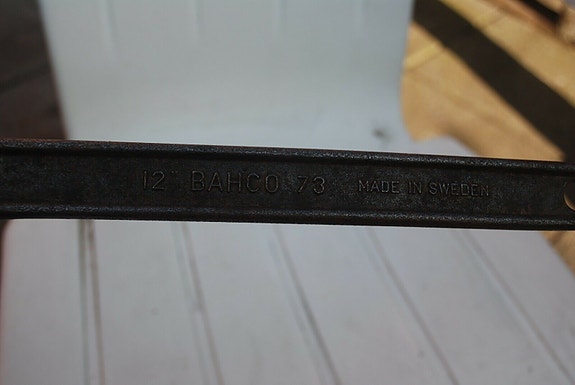 12" BAHCO 73 MADE IN SWEDEN